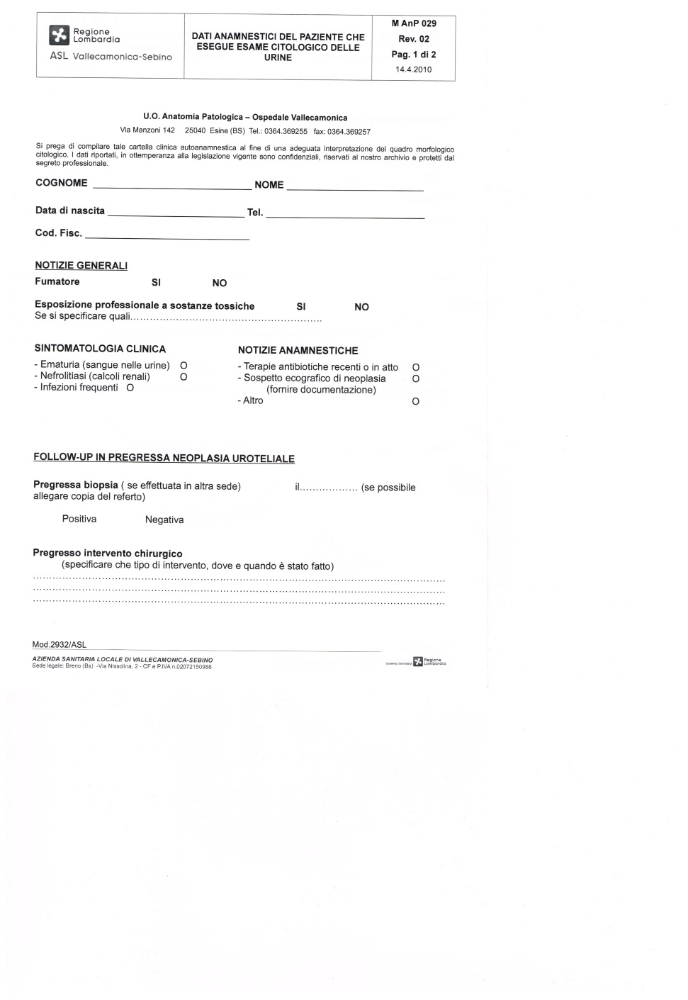 Regione
Lombardia
ASL Vallecamonica-Sebino
DATI ANAMNESTICI DEL PAZIENTE CHE
ESEGUE ESAME CITOLOGICO DELLE
URINE
M AnP 029
Rev. 02
Pag. 1 di 2
14.4.2010
U.O. Anatomia Patologica – Ospedale Vallecamonica
Via Manzoni 142 25040 Esine (BS) Tel.: 0364.369255 fax: 0364.369257
Si prega di compilare tale cartella clinica autoanamnestica al fine di una adeguata interpretazione del quadro morfologico
citologico. I dati riportati, in ottemperanza alla legislazione vigente sono confidenziali, riservati al nostro archivio e protetti dal
segreto professionale.
COGNOME ____________________________ NOME ________________________
Data di nascita ________________________ Tel. ____________________________
Cod. Fisc. _____________________________
NOTIZIE GENERALI
Fumatore SI NO
Esposizione professionale a sostanze tossiche SI NO
Se si specificare quali..........................................................
SINTOMATOLOGIA CLINICA
- Ematuria (sangue nelle urine) O
- Nefrolitiasi (calcoli renali) O
- Infezioni frequenti O
NOTIZIE ANAMNESTICHE
- Terapie antibiotiche recenti o in atto O
- Sospetto ecografico di neoplasia O
(fornire documentazione)
- Altro O
FOLLOW-UP IN PREGRESSA NEOPLASIA UROTELIALE
Pregressa biopsia ( se effettuata in altra sede) il.................. (se possibile
allegare copia del referto)
Positiva Negativa
Pregresso intervento chirurgico
(specificare che tipo di intervento, dove e quando è stato fatto)
..............................................................................................................................
..............................................................................................................................
..............................................................................................................................
Mod.2932/ASL
AZIENDA SANITARIA LOCALE DI VALLECAMONICA-SEBINO
Sede legale: Breno (Bs) -Via Nissolina, 2 - CF e P.IVA n.02072150986
Sistema Sanitario Regione
Lombardia